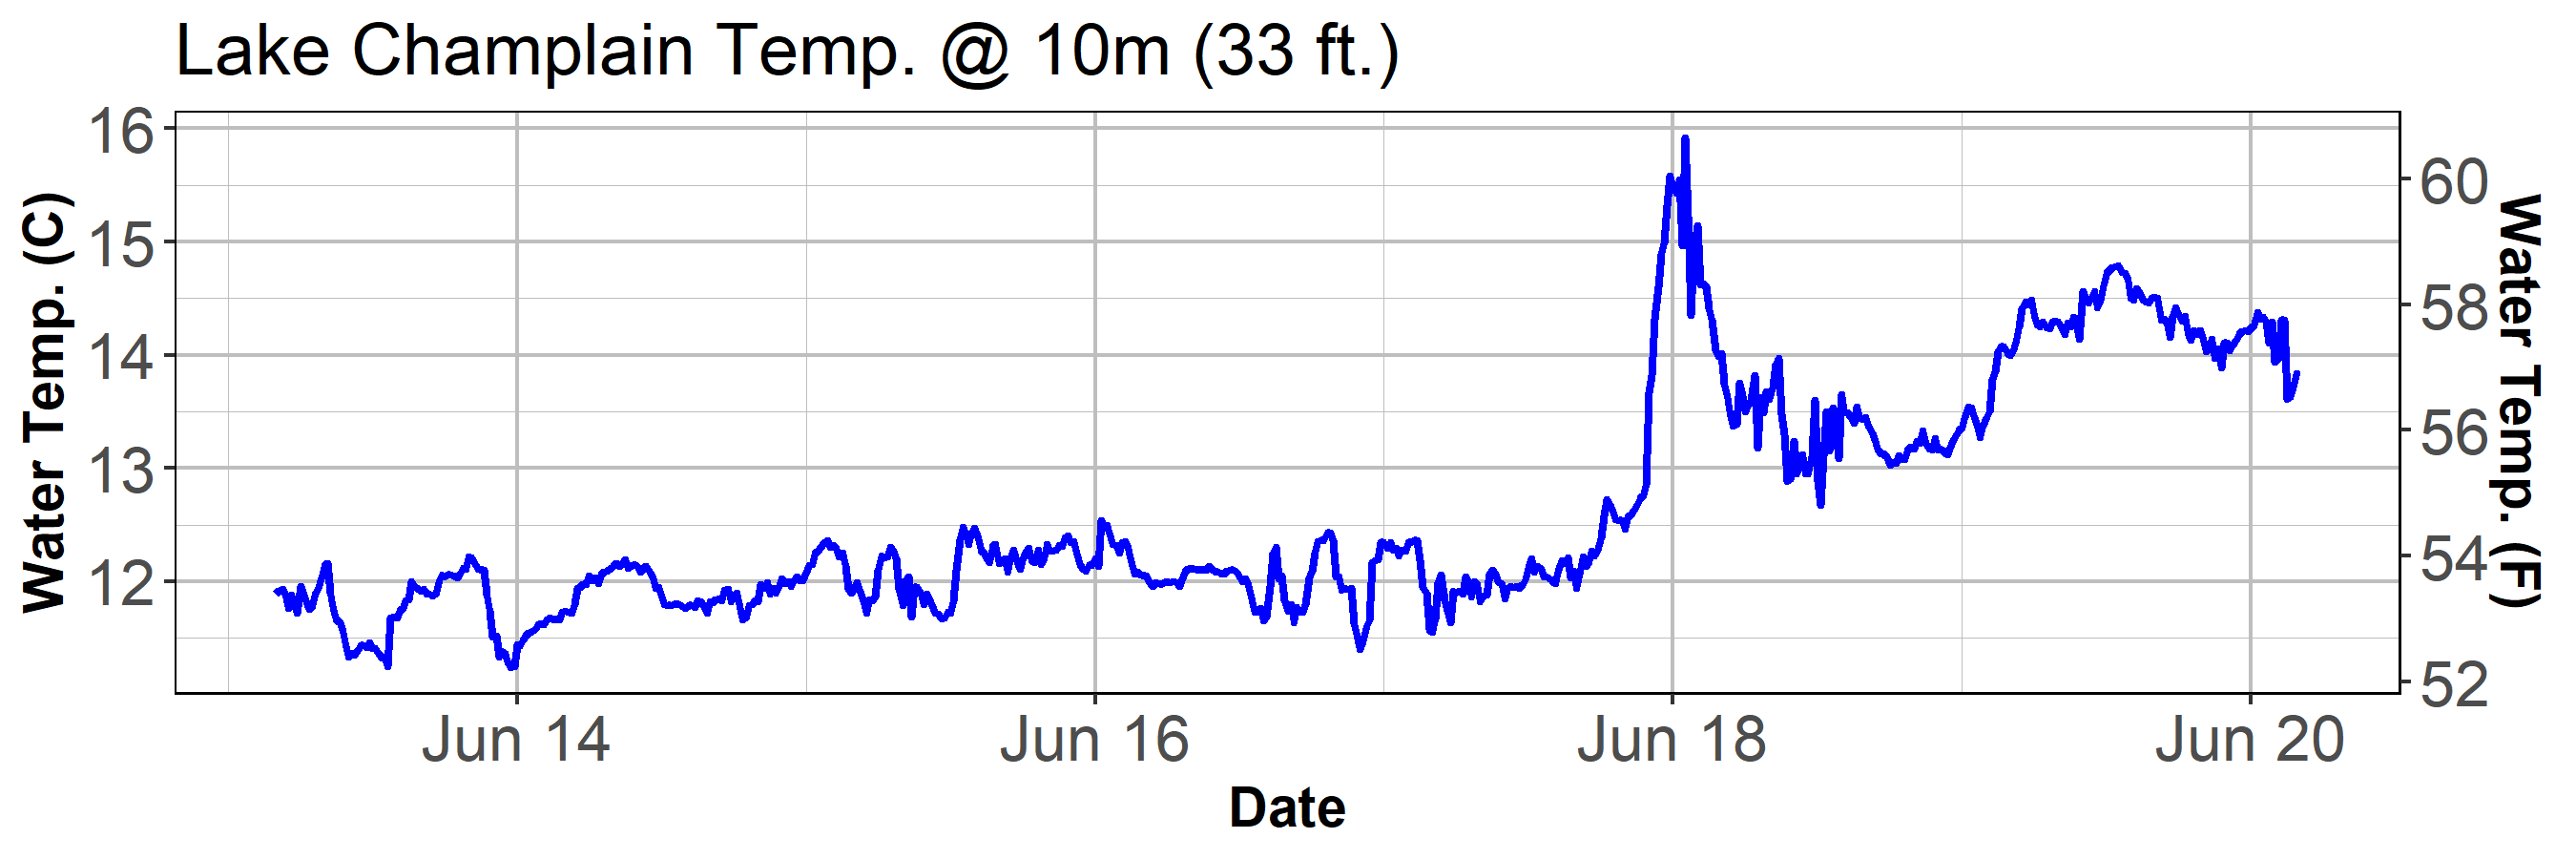 Lake Champlain Temp. @ 10m (33 ft.)
Water Temp. (C)
16
15
14
13
12
60
58
56
54
52
Water Temp. (F)
Jun 14
Jun 16
Jun 18
Jun 20
Date